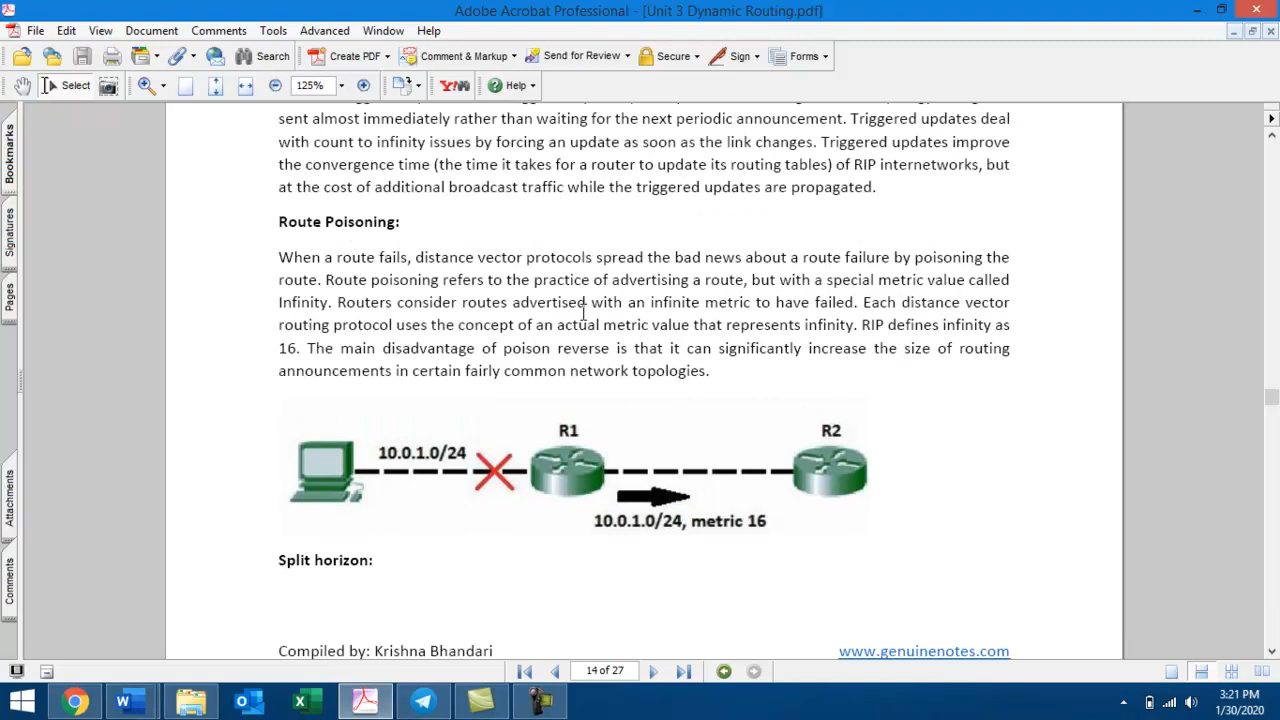 Adobe Acrobat Professional - [Unit 3 Dynamic Routing.pdf]
File Edit View Document Comments Tools Advanced Window Help
Search Create PDF Comment & Markup Send for Review Secure Sign Forms
Select 125% Y! Help
Bookmarks
Signatures
Pages
Attachments
Comments
sent almost immediately rather than waiting for the next periodic announcement. Triggered updates deal
with count to infinity issues by forcing an update as soon as the link changes. Triggered updates improve
the convergence time (the time it takes for a router to update its routing tables) of RIP internetworks, but
at the cost of additional broadcast traffic while the triggered updates are propagated.
Route Poisoning:
When a route fails, distance vector protocols spread the bad news about a route failure by poisoning the
route. Route poisoning refers to the practice of advertising a route, but with a special metric value called
Infinity. Routers consider routes advertised with an infinite metric to have failed. Each distance vector
routing protocol uses the concept of an actual metric value that represents infinity. RIP defines infinity as
16. The main disadvantage of poison reverse is that it can significantly increase the size of routing
announcements in certain fairly common network topologies.
R1 R2
10.0.1.0/24
10.0.1.0/24, metric 16
Split horizon:
Compiled by: Krishna Bhandari www.genuinenotes.com
14 of 27
3:21 PM
1/30/2020